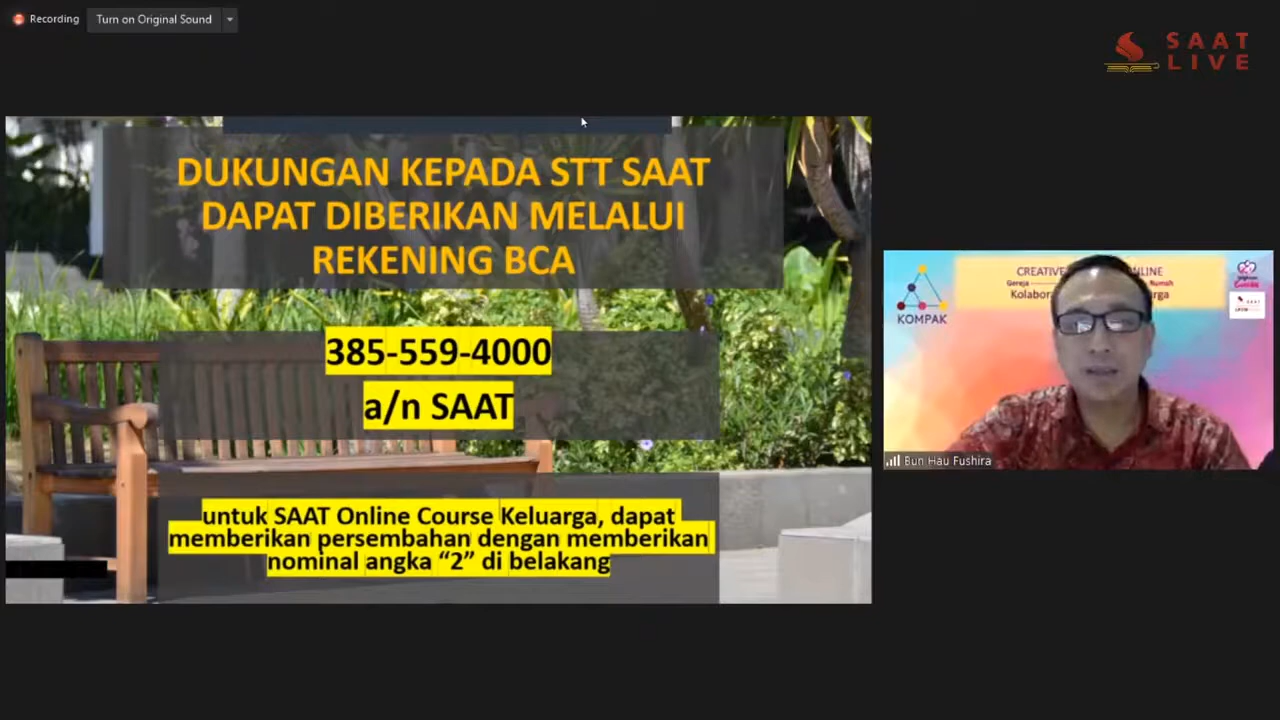 Recording
Turn on Original Sound
SAAT
LIVE
DUKUNGAN KEPADA STT SAAT
DAPAT DIBERIKAN MELALUI
REKENING BCA
385-559-4000
a/n SAAT
untuk SAAT Online Course Keluarga, dapat
memberikan persembahan dengan memberikan
nominal angka “2” di belakang
CREATIVE
ONLINE
Gereja
Rumah
KOMPAK
SAAT
Bun Hau Fushira